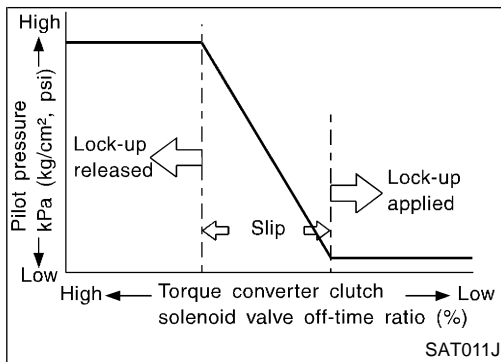 High
Pilot pressure
kPa (kg/cm², psi)
Low
Lock-up
released
Lock-up
applied
Slip
High
Low
Torque converter clutch
solenoid valve off-time ratio (%)
SAT011J